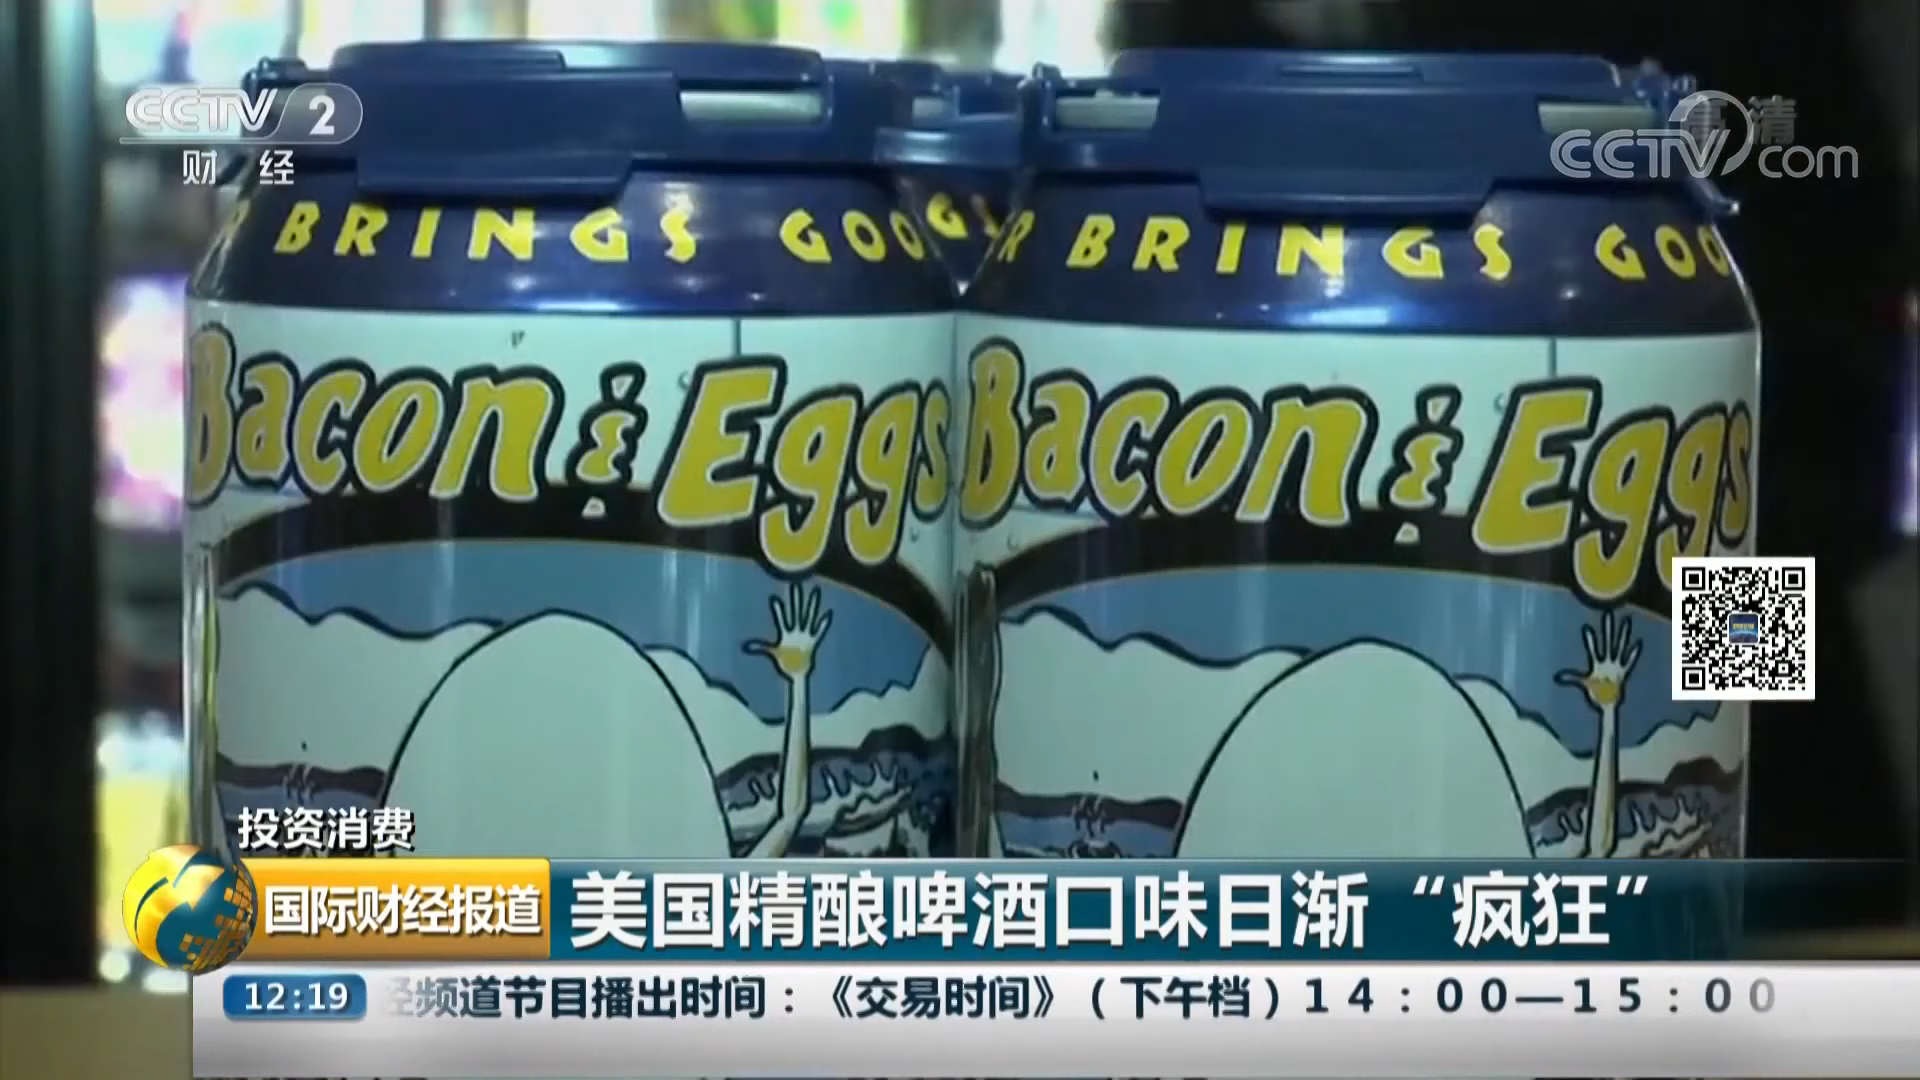 CCTV 2
财经
高清
CCTV com
R BRINGS GOO
R BRINGS GOO
Bacon & Eggs
Bacon & Eggs
投资消费
国际财经报道
美国精酿啤酒口味日渐“疯狂”
12:19
经频道节目播出时间：《交易时间》（下午档）14：00—15：00